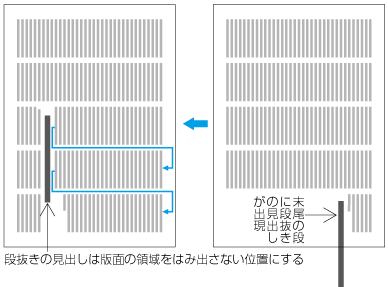 末尾の段
に段抜き
の見出し
が出現
段抜きの見出しは版面の領域をはみ出さない位置にする